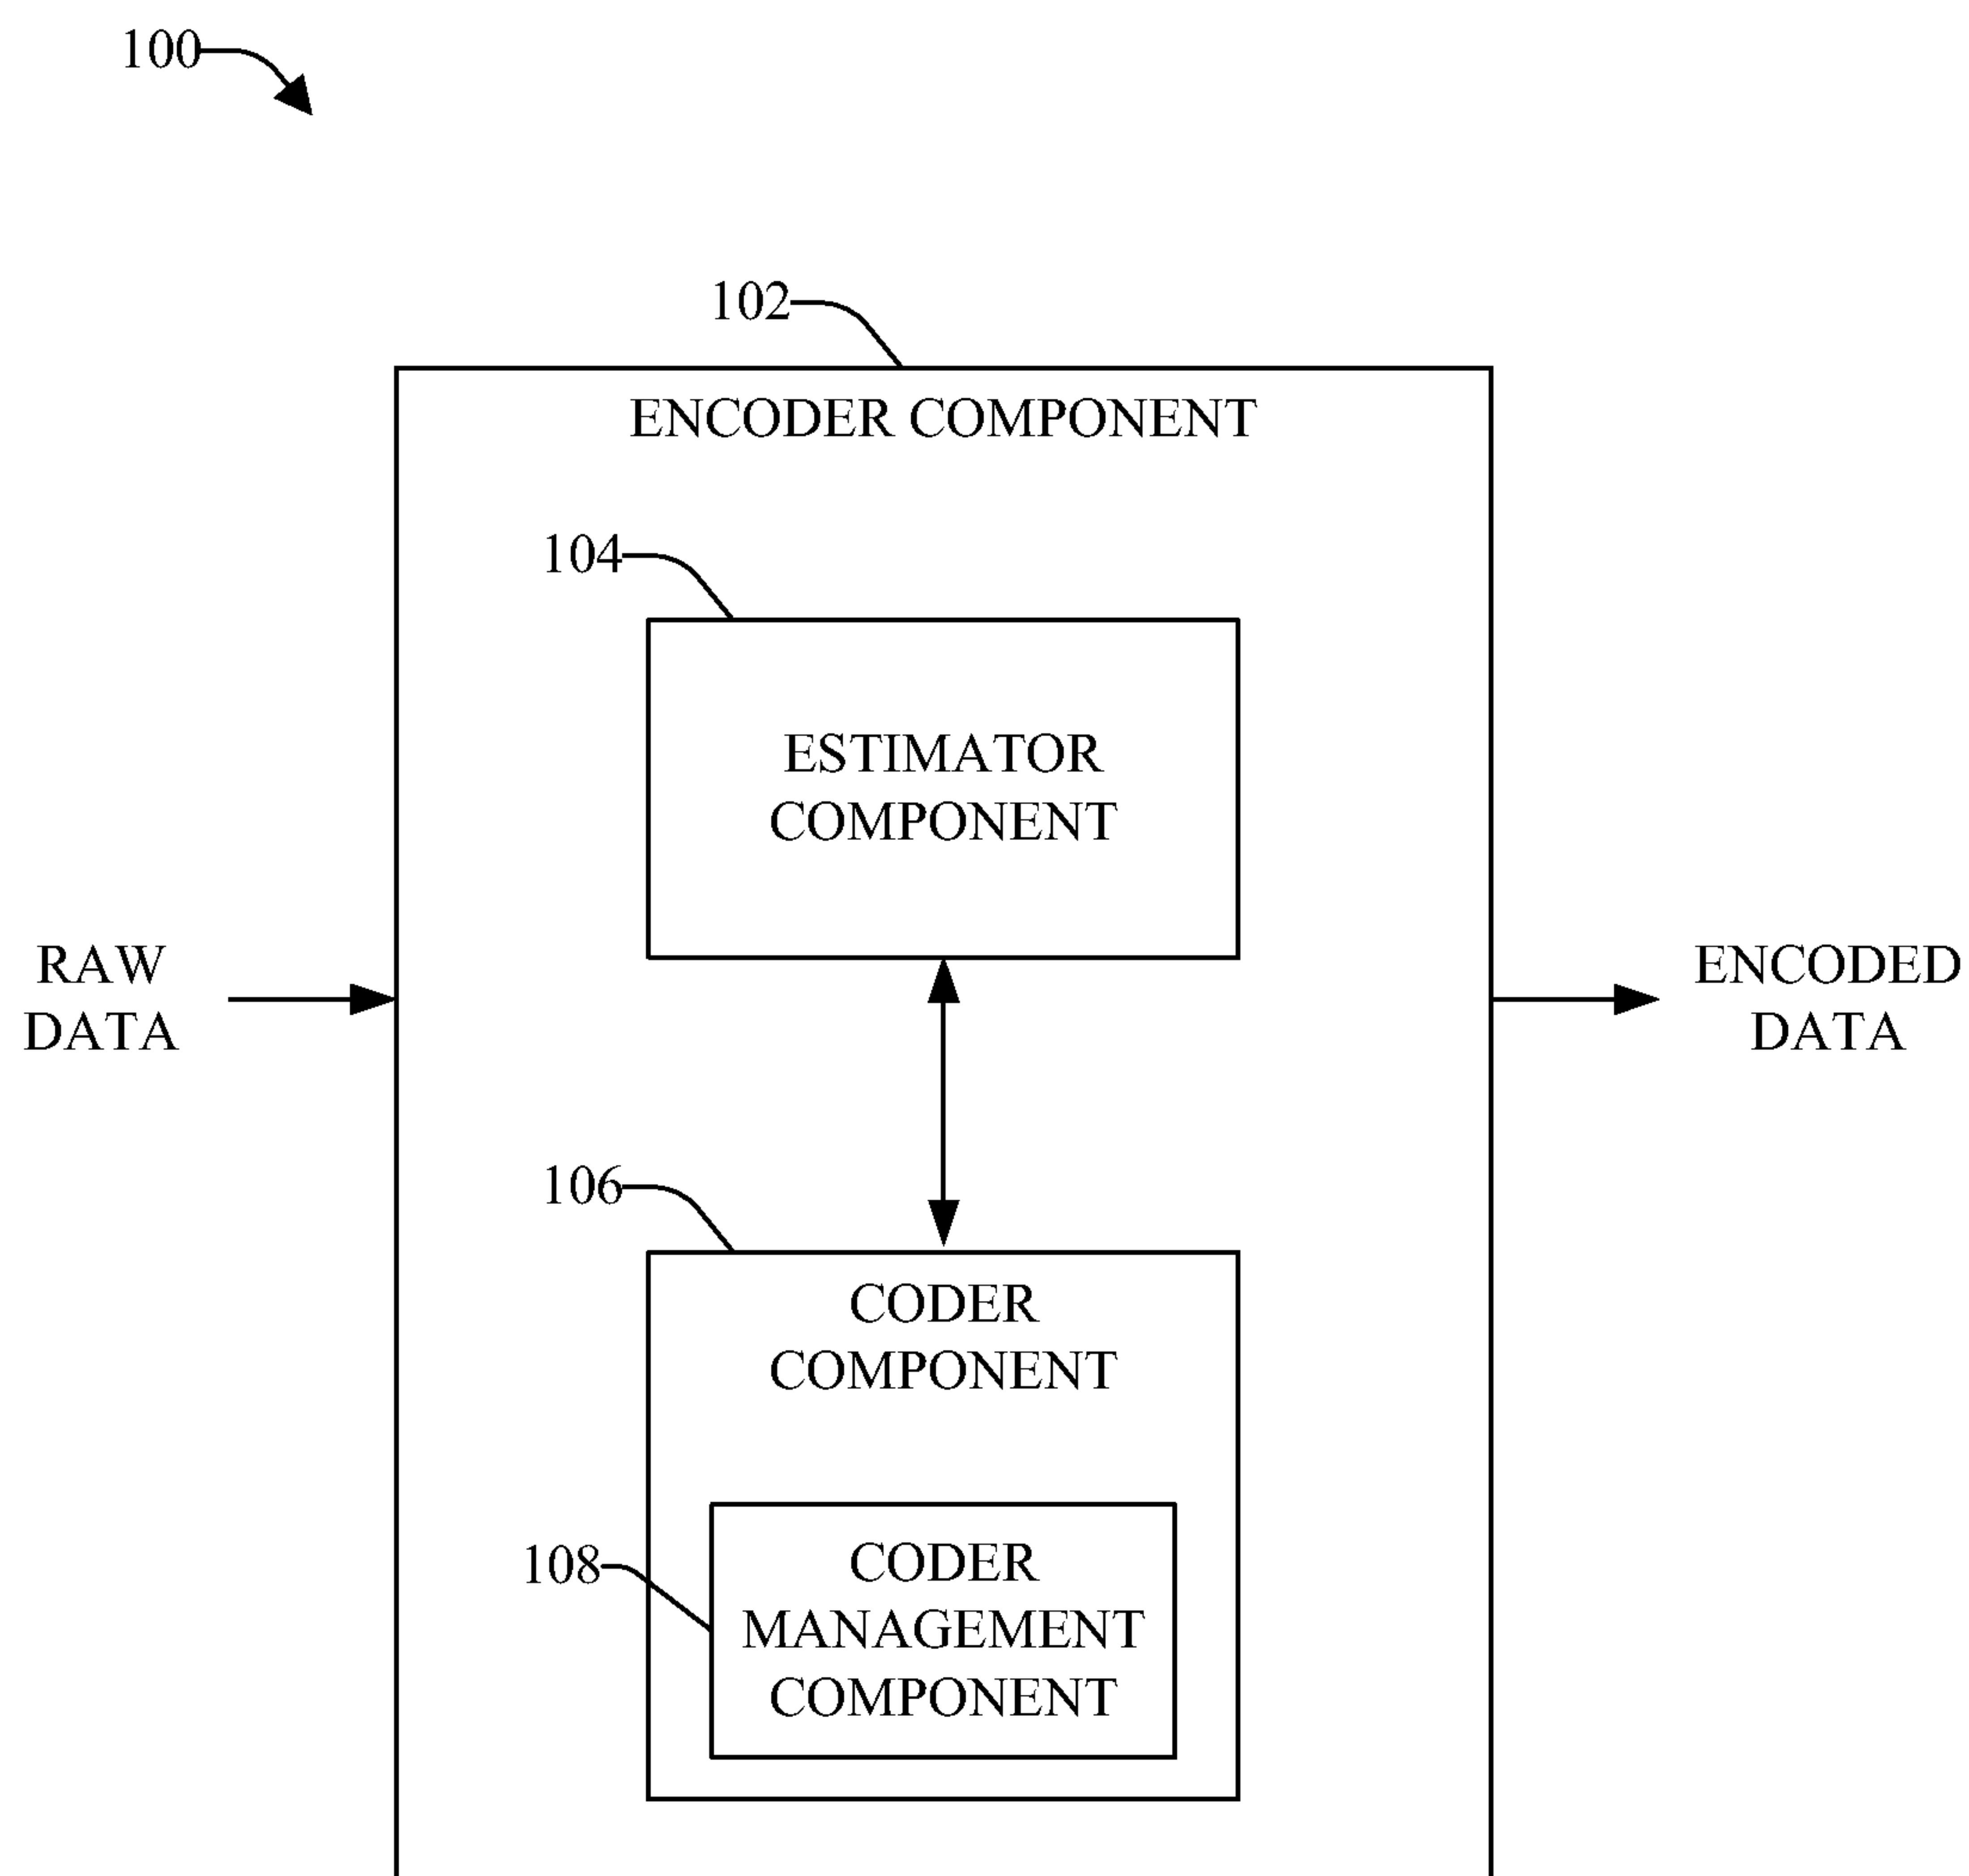 100
102
ENCODER COMPONENT
104
ESTIMATOR
COMPONENT
RAW
DATA
ENCODED
DATA
106
CODER
COMPONENT
108
CODER
MANAGEMENT
COMPONENT